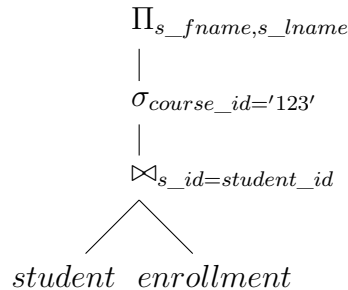 Π s_fname,s_lname
σ course_id='123'
⋈ s_id=student_id
student enrollment